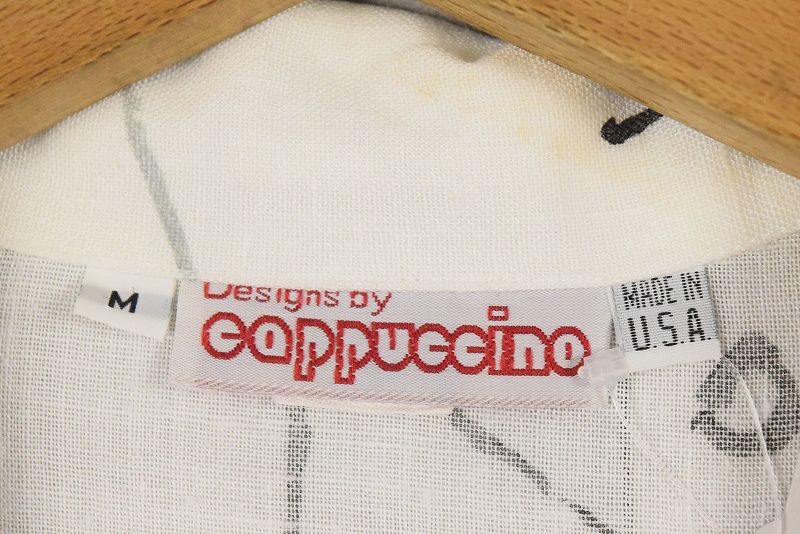 M
Designs by
cappuccino
MADE IN
U.S.A.